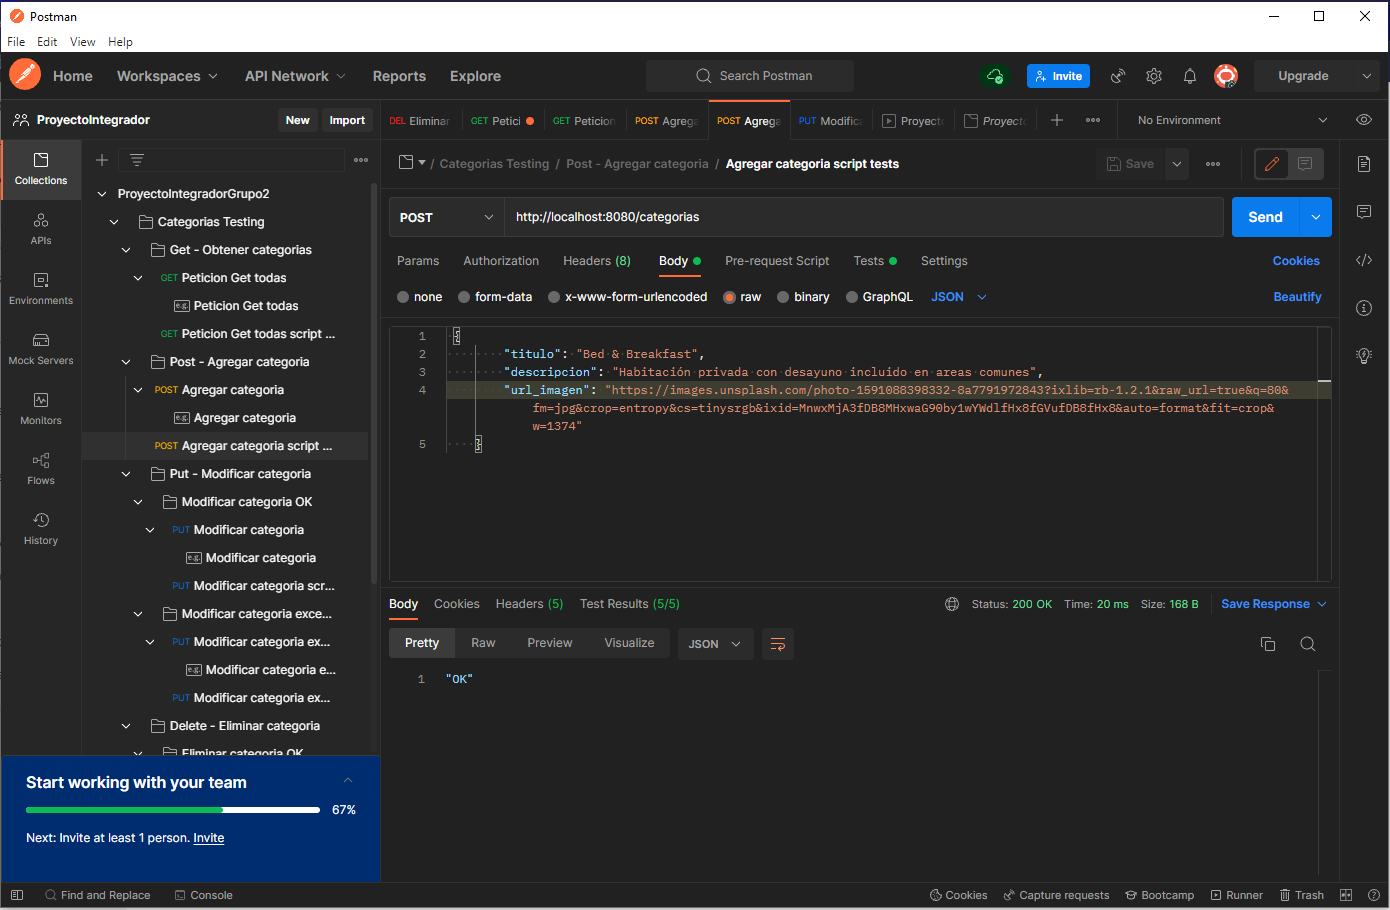 Postman
File Edit View Help
Home Workspaces API Network Reports Explore Search Postman Invite Upgrade
ProyectoIntegrador New Import
DEL Eliminar GET Petici GET Peticion POST Agrega POST Agrega PUT Modifica Proyecto Proyecto No Environment
Collections
APIs
Environments
Mock Servers
Monitors
Flows
History
ProyectoIntegradorGrupo2
Categorias Testing
Get - Obtener categorias
GET Peticion Get todas
e.g. Peticion Get todas
GET Peticion Get todas script ...
Post - Agregar categoria
POST Agregar categoria
e.g. Agregar categoria
POST Agregar categoria script ...
Put - Modificar categoria
Modificar categoria OK
PUT Modificar categoria
e.g. Modificar categoria
PUT Modificar categoria scr...
Modificar categoria exce...
PUT Modificar categoria ex...
e.g. Modificar categoria e...
PUT Modificar categoria ex...
Delete - Eliminar categoria
Eliminar categoria OK
Start working with your team
67%
Next: Invite at least 1 person. Invite
/ Categorias Testing / Post - Agregar categoria / Agregar categoria script tests Save
POST http://localhost:8080/categorias Send
Params Authorization Headers (8) Body Pre-request Script Tests Settings Cookies
none form-data x-www-form-urlencoded raw binary GraphQL JSON Beautify
1 {
2 "titulo": "Bed & Breakfast",
3 "descripcion": "Habitación privada con desayuno incluido en areas comunes",
4 "url_imagen": "https://images.unsplash.com/photo-1591088398332-8a7791972843?ixlib=rb-1.2.1&raw_url=true&q=80&
fm=jpg&crop=entropy&cs=tinysrgb&ixid=MnwxMjA3fDB8MHxwaG90by1wYWdlfHx8fGVufDB8fHx8&auto=format&fit=crop&
w=1374"
5 }
Body Cookies Headers (5) Test Results (5/5) Status: 200 OK Time: 20 ms Size: 168 B Save Response
Pretty Raw Preview Visualize JSON
1 "OK"
Find and Replace Console Cookies Capture requests Bootcamp Runner Trash